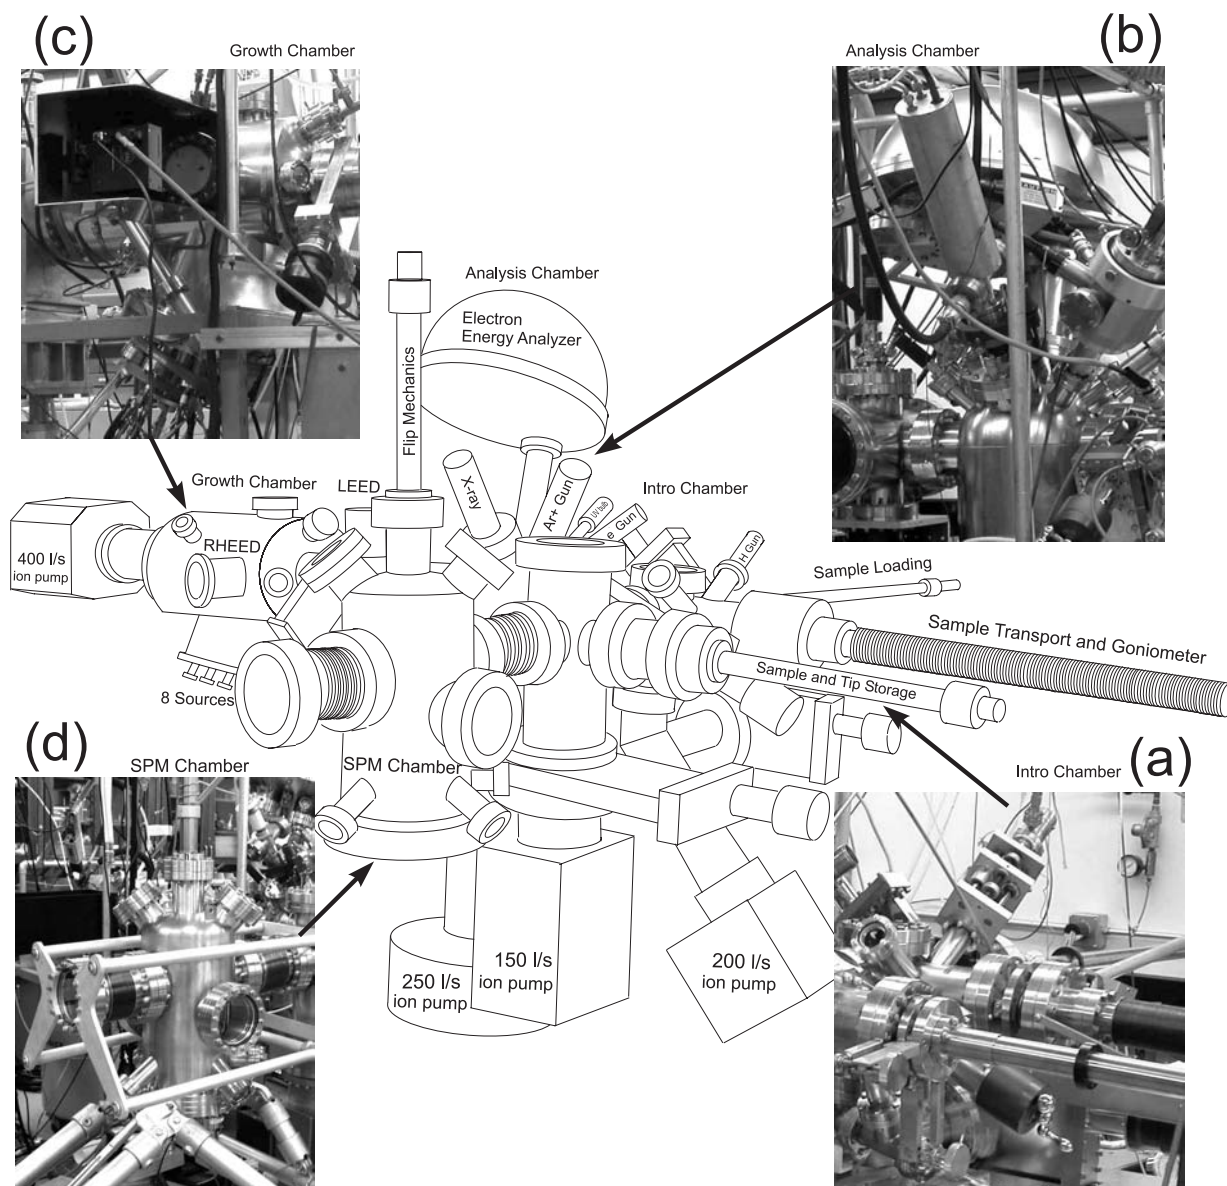 (c)
Growth Chamber
(b)
Analysis Chamber
Analysis Chamber
Electron
Energy Analyzer
Flip Mechanics
Growth Chamber
LEED
X-ray
Ar+ Gun
UV bulb
e Gun
Intro Chamber
H Gun
Sample Loading
RHEED
400 l/s
ion pump
Sample Transport and Goniometer
Sample and Tip Storage
8 Sources
(d)
SPM Chamber
SPM Chamber
Intro Chamber
(a)
150 l/s
ion pump
200 l/s
ion pump
250 l/s
ion pump